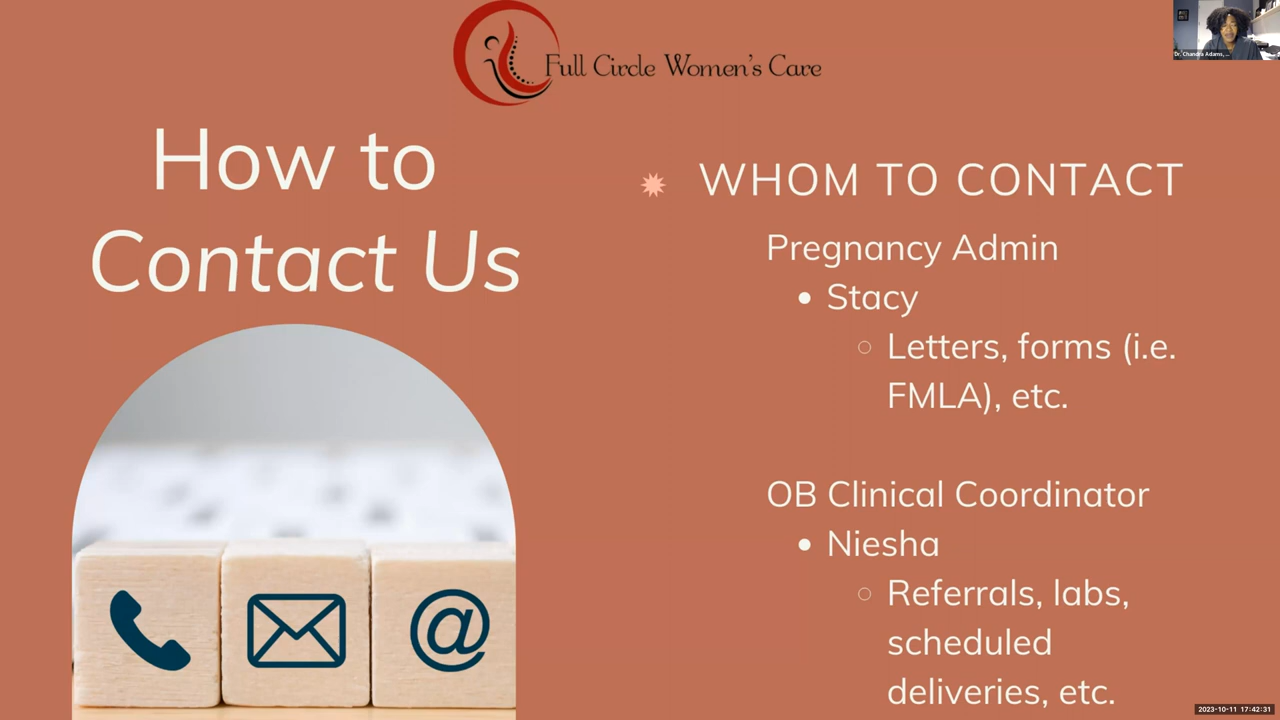 Full Circle Women's Care
Dr. Chandra Adams, ...
How to
Contact Us
@
WHOM TO CONTACT
Pregnancy Admin
• Stacy
○ Letters, forms (i.e.
FMLA), etc.
OB Clinical Coordinator
• Niesha
○ Referrals, labs,
scheduled
deliveries, etc.
2023-10-11 17:42:31